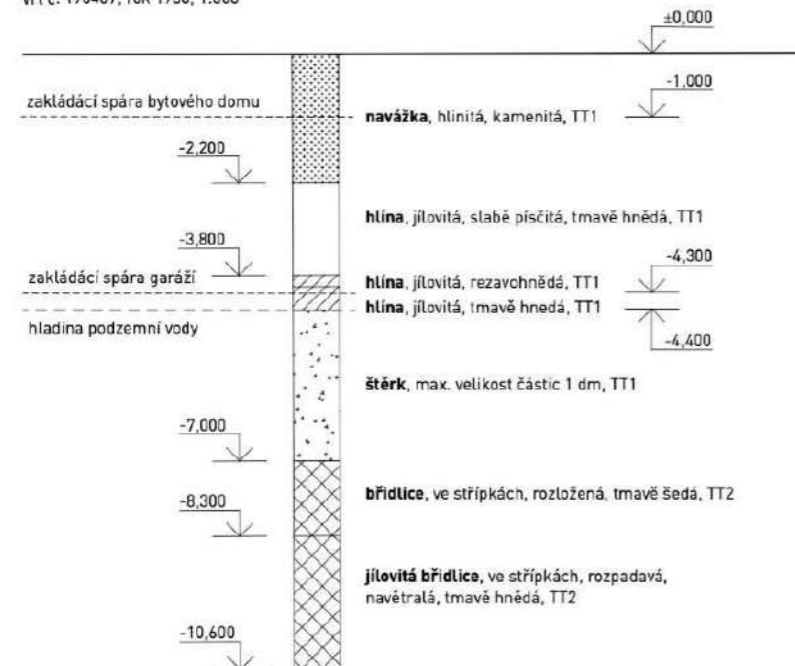 ±0,000
-1,000
zakládácí spára bytového domu
navážka, hlinitá, kamenitá, TT1
-2,200
hlína, jílovitá, slabě písčitá, tmavě hnědá, TT1
-3,800
-4,300
zakládácí spára garáží
hlína, jílovitá, rezavohnědá, TT1
hlína, jílovitá, tmavě hnedá, TT1
hladina podzemní vody
-4,400
štěrk, max. velikost částic 1 dm, TT1
-7,000
břidlice, ve střípkách, rozložená, tmavě šedá, TT2
-8,300
jílovitá břidlice, ve střípkách, rozpadavá,
navětralá, tmavě hnědá, TT2
-10,600